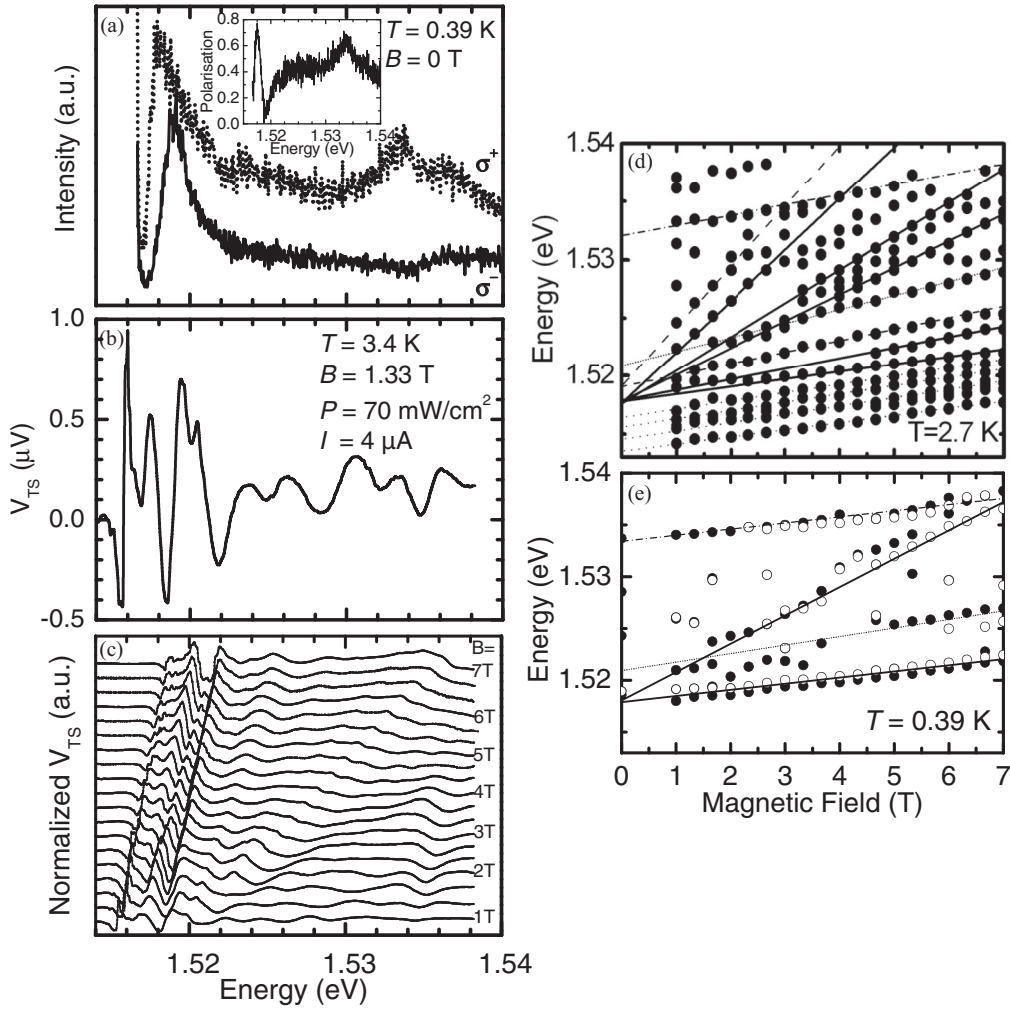 (a)
T = 0.39 K
B = 0 T
0.8
0.6
0.4
0.2
0.0
Polarisation
1.52
1.53
1.54
Energy (eV)
σ+
σ−
Intensity (a.u.)
(b)
T = 3.4 K
B = 1.33 T
P = 70 mW/cm2
I = 4 μA
1.0
0.5
0.0
-0.5
VTS (μV)
(c)
B=
7T
6T
5T
4T
3T
2T
1T
Normalized VTS (a.u.)
1.52
1.53
1.54
Energy (eV)
(d)
1.54
1.53
1.52
Energy (eV)
T=2.7 K
(e)
1.54
1.53
1.52
Energy (eV)
T = 0.39 K
0 1 2 3 4 5 6 7
Magnetic Field (T)